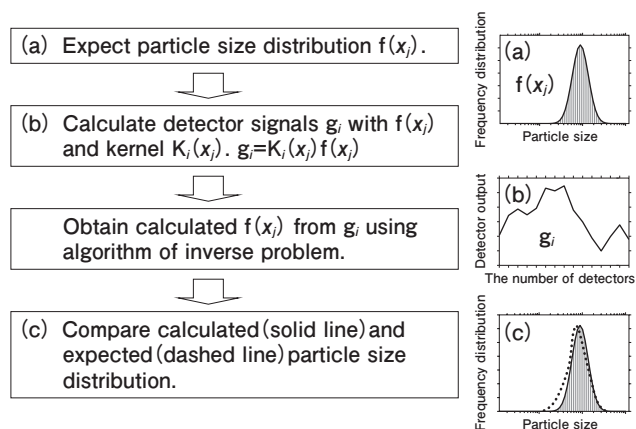 (a) Expect particle size distribution f(xj).
(b) Calculate detector signals gi with f(xj)
and kernel Ki(xj). gi=Ki(xj)f(xj)
Obtain calculated f(xj) from gi using
algorithm of inverse problem.
(c) Compare calculated(solid line)and
expected(dashed line)particle size
distribution.
Frequency distribution
(a)
f(xj)
Particle size
Detector output
(b)
gi
The number of detectors
Frequency distribution
(c)
Particle size